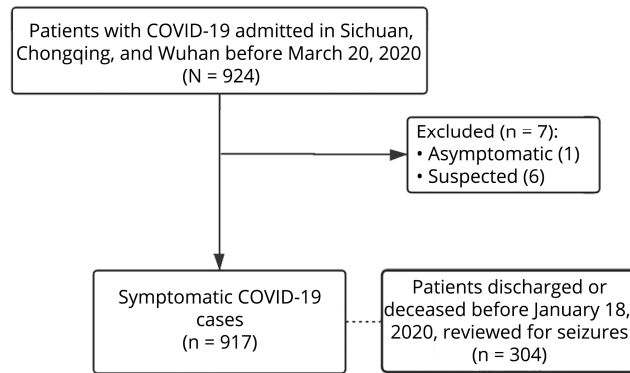 Patients with COVID-19 admitted in Sichuan,
Chongqing, and Wuhan before March 20, 2020
(N = 924)
Excluded (n = 7):
• Asymptomatic (1)
• Suspected (6)
Symptomatic COVID-19
cases
(n = 917)
Patients discharged or
deceased before January 18,
2020, reviewed for seizures
(n = 304)